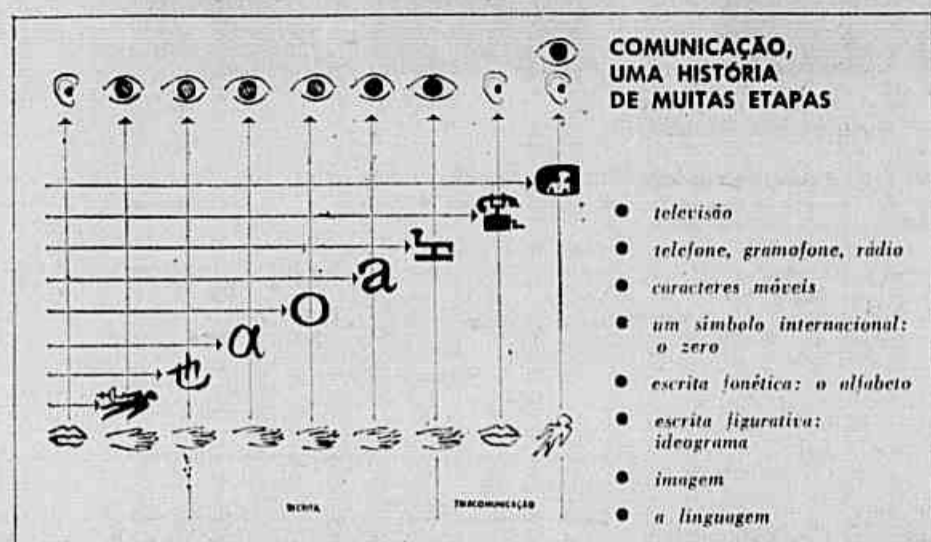 COMUNICAÇÃO,
UMA HISTÓRIA
DE MUITAS ETAPAS
● televisão
● telefone, gramofone, rádio
● caracteres móveis
● um símbolo internacional:
o zero
● escrita fonética: o alfabeto
● escrita figurativa:
ideograma
● imagem
● a linguagem
α
O
a
ESCRITA
TELECOMUNICAÇÃO